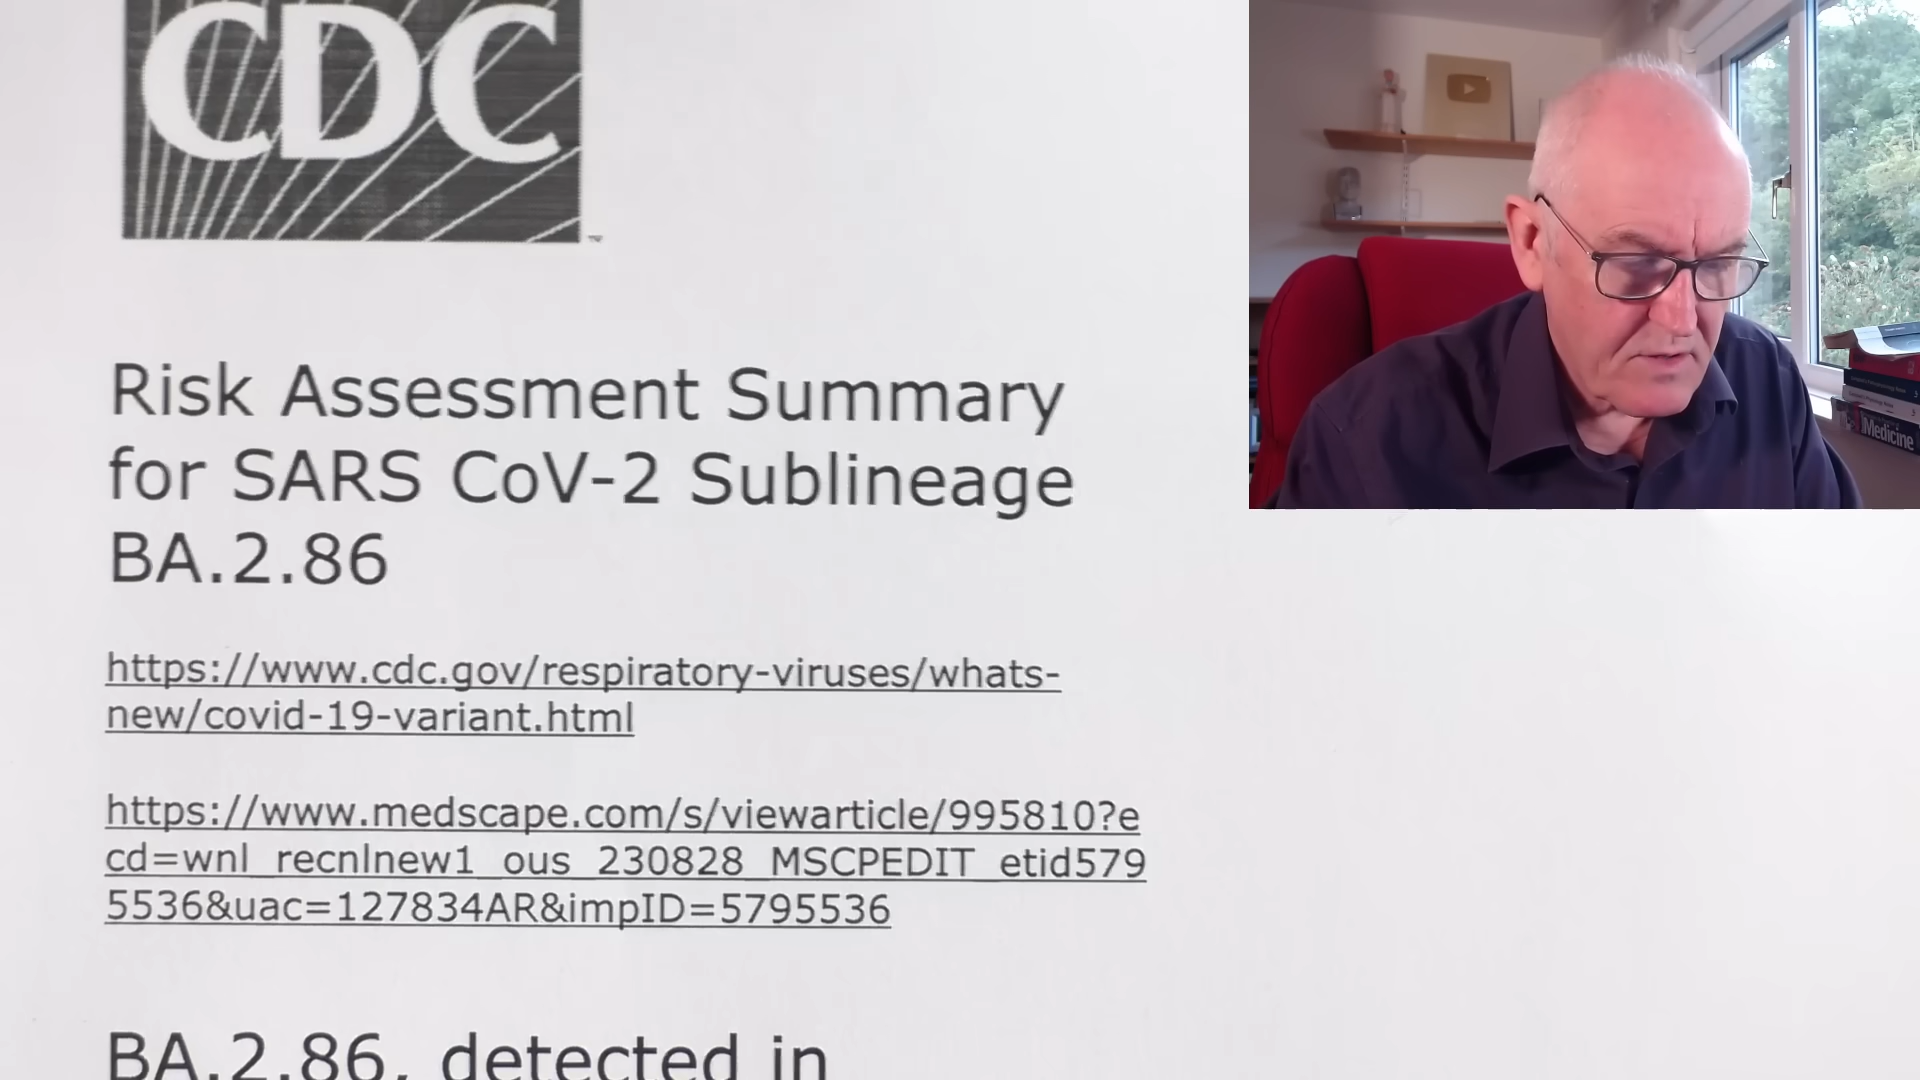 CDC
Risk Assessment Summary
for SARS CoV-2 Sublineage
BA.2.86
https://www.cdc.gov/respiratory-viruses/whats-
new/covid-19-variant.html
https://www.medscape.com/s/viewarticle/995810?e
cd=wnl_recnlnew1_ous_230828_MSCPEDIT_etid579
5536&uac=127834AR&impID=5795536
BA.2.86, detected in
Medicine